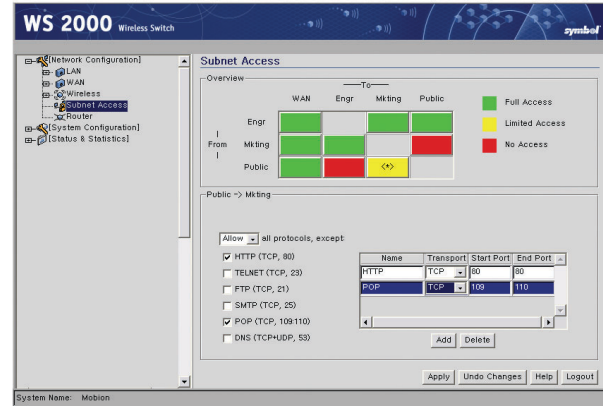 WS 2000 Wireless Switch
symbol
[Network Configuration]
LAN
WAN
Wireless
Subnet Access
Router
[System Configuration]
[Status & Statistics]
Subnet Access
Overview
To
WAN Engr Mkting Public
From
Engr
Mkting
Public
<*>
Full Access
Limited Access
No Access
Public -> Mkting
Allow all protocols, except
HTTP (TCP, 80)
TELNET (TCP, 23)
FTP (TCP, 21)
SMTP (TCP, 25)
POP (TCP, 109:110)
DNS (TCP+UDP, 53)
Name Transport Start Port End Port
HTTP TCP 80 80
POP TCP 109 110
Add Delete
Apply Undo Changes Help Logout
System Name: Mobion